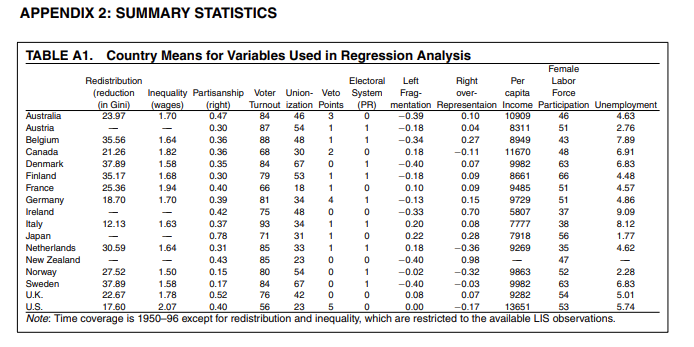 APPENDIX 2: SUMMARY STATISTICS
TABLE A1. Country Means for Variables Used in Regression Analysis
Female
Redistribution Electoral Left Right Per Labor
(reduction Inequality Partisanship Voter Union- Veto System Frag- over- capita Force
(in Gini) (wages) (right) Turnout ization Points (PR) mentation Representaion Income Participation Unemployment
Australia 23.97 1.70 0.47 84 46 3 0 −0.39 0.10 10909 46 4.63
Austria — — 0.30 87 54 1 1 −0.18 0.04 8311 51 2.76
Belgium 35.56 1.64 0.36 88 48 1 1 −0.34 0.27 8949 43 7.89
Canada 21.26 1.82 0.36 68 30 2 0 0.18 −0.11 11670 48 6.91
Denmark 37.89 1.58 0.35 84 67 0 1 −0.40 0.07 9982 63 6.83
Finland 35.17 1.68 0.30 79 53 1 1 −0.18 0.09 8661 66 4.48
France 25.36 1.94 0.40 66 18 1 0 0.10 0.09 9485 51 4.57
Germany 18.70 1.70 0.39 81 34 4 1 −0.13 0.15 9729 51 4.86
Ireland — — 0.42 75 48 0 0 −0.33 0.70 5807 37 9.09
Italy 12.13 1.63 0.37 93 34 1 1 0.20 0.08 7777 38 8.12
Japan — — 0.78 71 31 1 0 0.22 0.28 7918 56 1.77
Netherlands 30.59 1.64 0.31 85 33 1 1 0.18 −0.36 9269 35 4.62
New Zealand — — 0.43 85 23 0 0 −0.40 0.98 — 47 —
Norway 27.52 1.50 0.15 80 54 0 1 −0.02 −0.32 9863 52 2.28
Sweden 37.89 1.58 0.17 84 67 0 1 −0.40 −0.03 9982 63 6.83
U.K. 22.67 1.78 0.52 76 42 0 0 0.08 0.07 9282 54 5.01
U.S. 17.60 2.07 0.40 56 23 5 0 0.00 −0.17 13651 53 5.74
Note: Time coverage is 1950–96 except for redistribution and inequality, which are restricted to the available LIS observations.